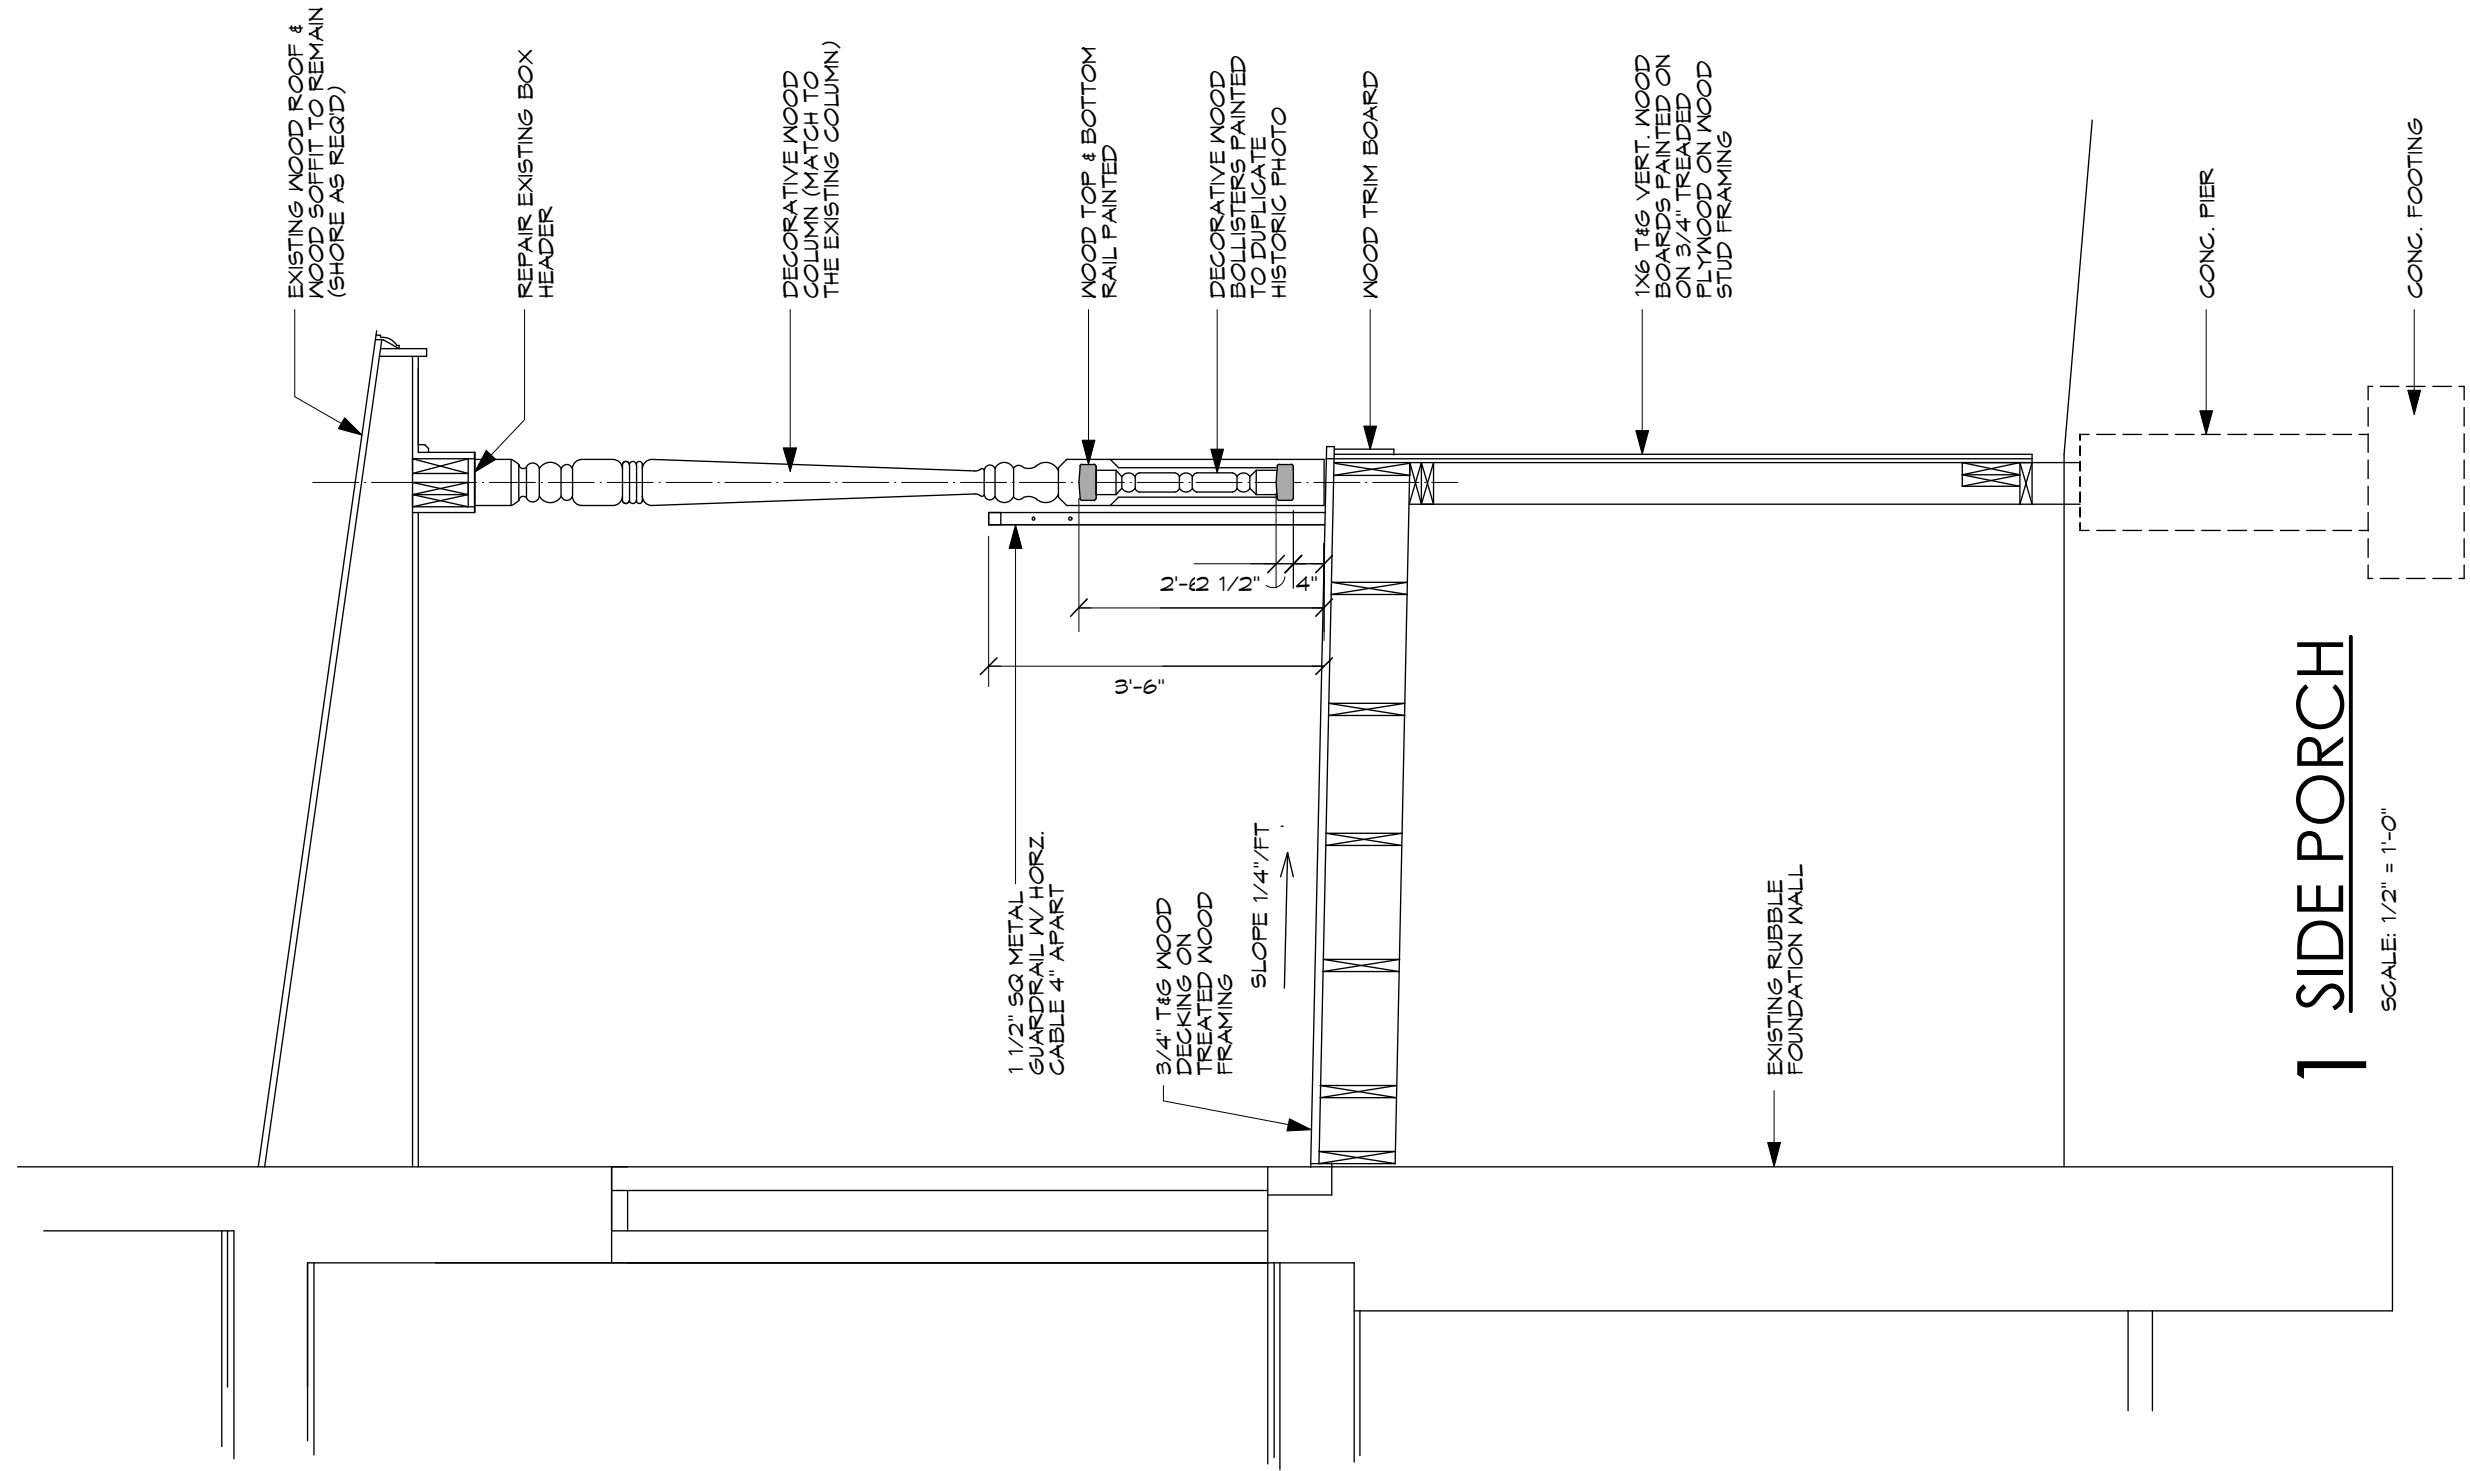 EXISTING WOOD ROOF &
WOOD SOFFIT TO REMAIN
(SHORE AS REQ'D)
REPAIR EXISTING BOX
HEADER
DECORATIVE WOOD
COLUMN (MATCH TO
THE EXISTING COLUMN)
WOOD TOP & BOTTOM
RAIL PAINTED
DECORATIVE WOOD
BOLLISTERS PAINTED
TO DUPLICATE
HISTORIC PHOTO
WOOD TRIM BOARD
1X6 T&G VERT. WOOD
BOARDS PAINTED ON
ON 3/4" TREADED
PLYWOOD ON WOOD
STUD FRAMING
CONC. PIER
CONC. FOOTING
2 1/2"
4"
3'-6"
1 1/2" SQ METAL
GUARDRAIL W/ HORZ.
CABLE 4" APART
3/4" T&G WOOD
DECKING ON
TREATED WOOD
FRAMING
SLOPE 1/4"/FT
EXISTING RUBBLE
FOUNDATION WALL
1 SIDE PORCH
SCALE: 1/2" = 1'-0"